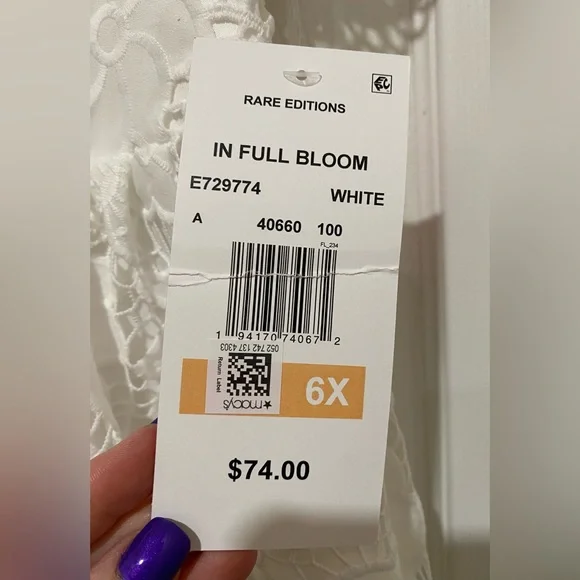 RARE EDITIONS
IN FULL BLOOM
E729774 WHITE
A 40660 100
FL_234
1 94170 74067 2
052 742 137 4303
Return Label
★macy's
6X
$74.00